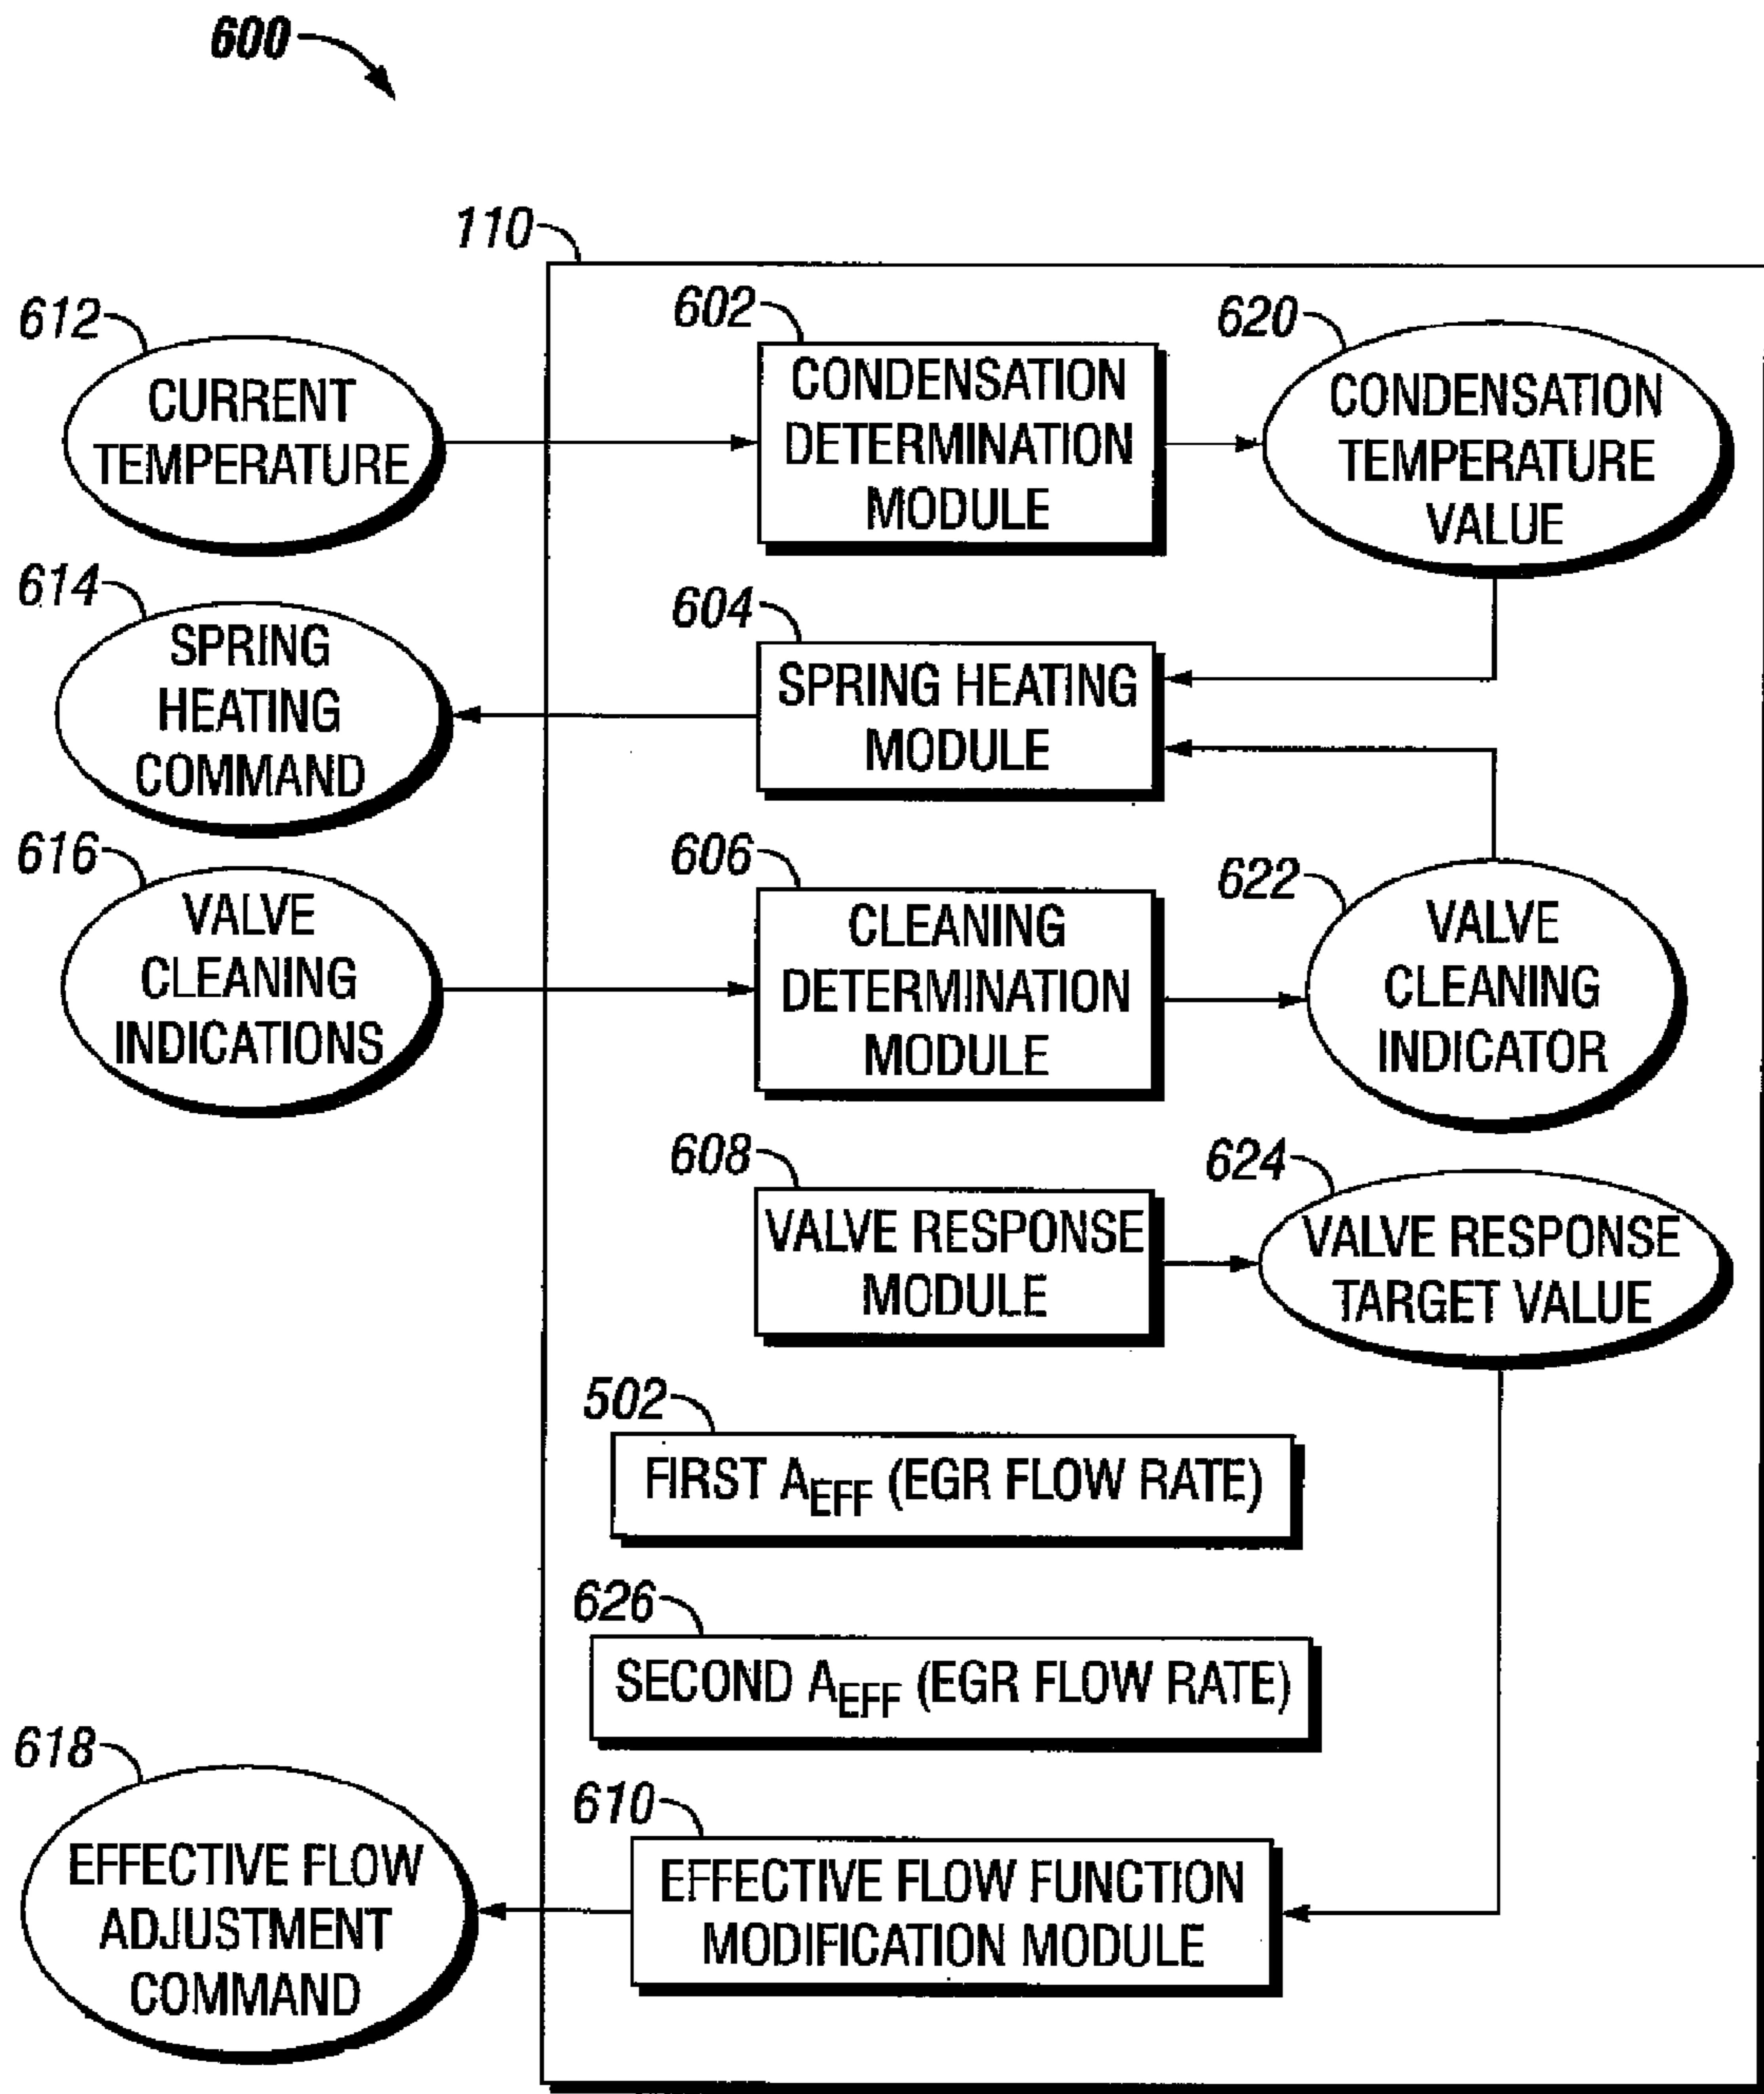 600
110
612
CURRENT
TEMPERATURE
602
CONDENSATION
DETERMINATION
MODULE
620
CONDENSATION
TEMPERATURE
VALUE
614
SPRING
HEATING
COMMAND
604
SPRING HEATING
MODULE
616
VALVE
CLEANING
INDICATIONS
606
CLEANING
DETERMINATION
MODULE
622
VALVE
CLEANING
INDICATOR
608
VALVE RESPONSE
MODULE
624
VALVE RESPONSE
TARGET VALUE
502
FIRST A_EFF (EGR FLOW RATE)
626
SECOND A_EFF (EGR FLOW RATE)
618
EFFECTIVE FLOW
ADJUSTMENT
COMMAND
610
EFFECTIVE FLOW FUNCTION
MODIFICATION MODULE